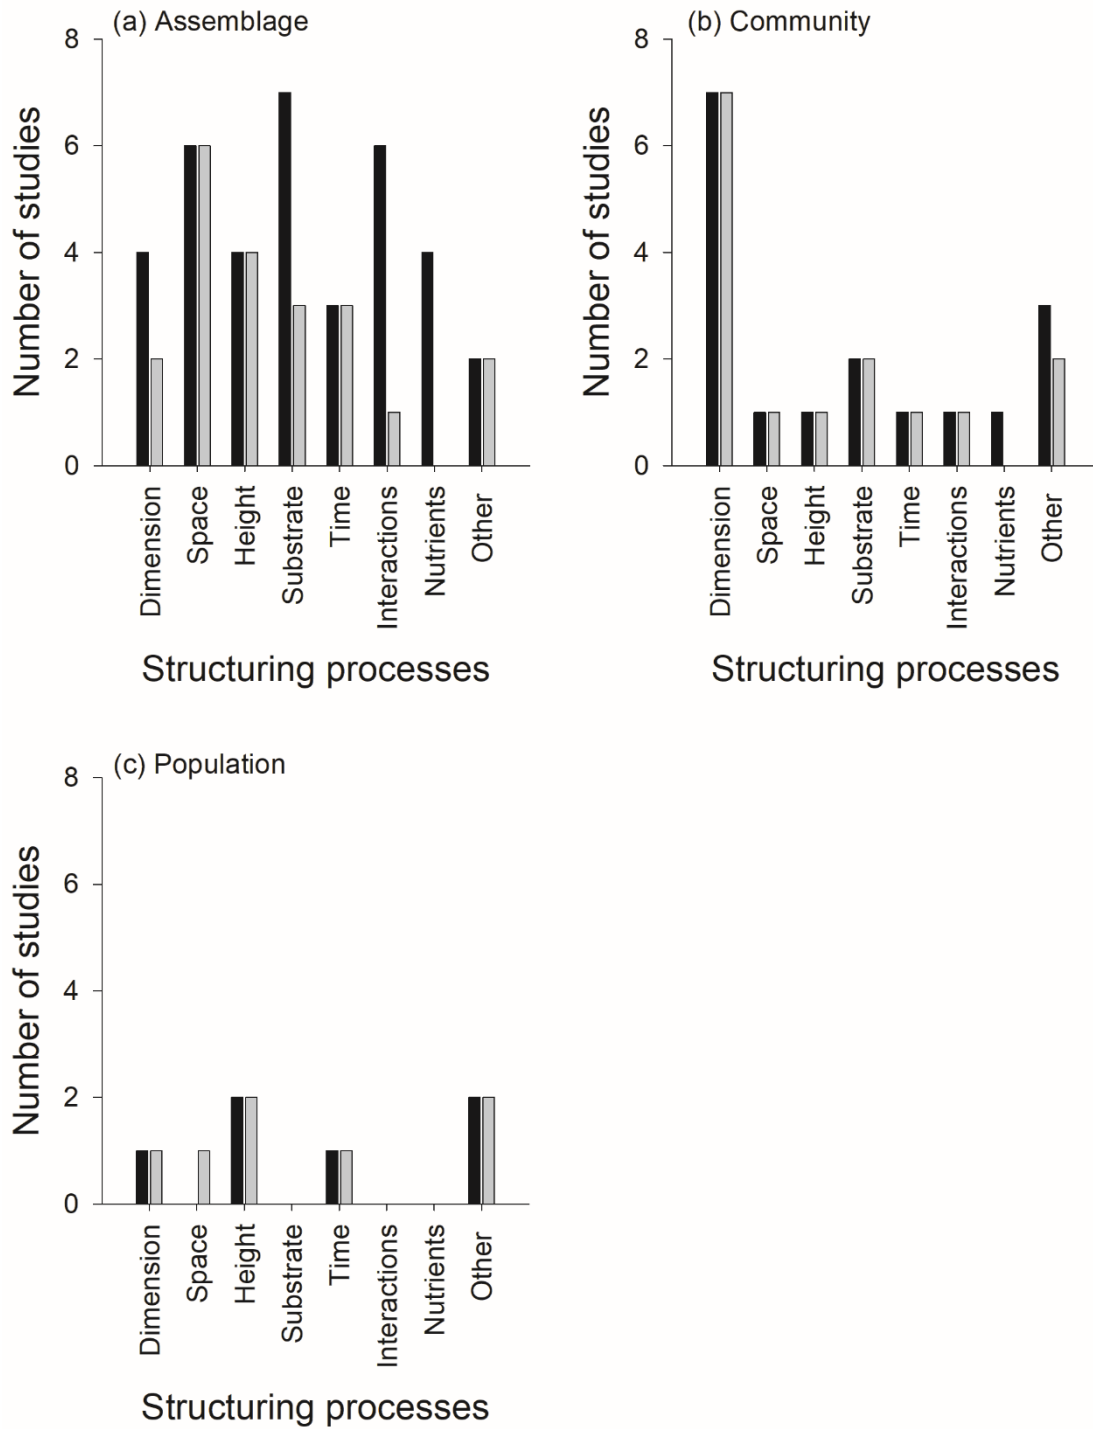 (a) Assemblage
Number of studies
8
6
4
2
0
Dimension
Space
Height
Substrate
Time
Interactions
Nutrients
Other
Structuring processes
(b) Community
Number of studies
8
6
4
2
0
Dimension
Space
Height
Substrate
Time
Interactions
Nutrients
Other
Structuring processes
(c) Population
Number of studies
8
6
4
2
0
Dimension
Space
Height
Substrate
Time
Interactions
Nutrients
Other
Structuring processes